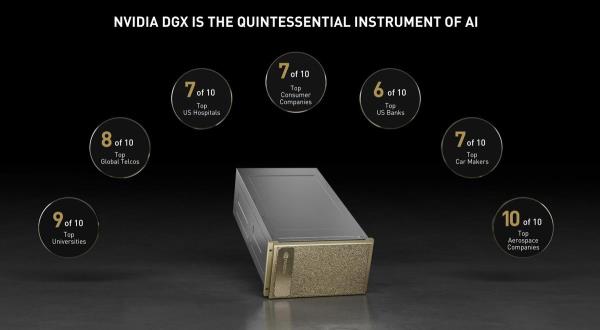 NVIDIA DGX IS THE QUINTESSENTIAL INSTRUMENT OF AI
9 of 10
Top
Universities
8 of 10
Top
Global Telcos
7 of 10
Top
US Hospitals
7 of 10
Top
Consumer
Companies
6 of 10
Top
US Banks
7 of 10
Top
Car Makers
10 of 10
Top
Aerospace
Companies